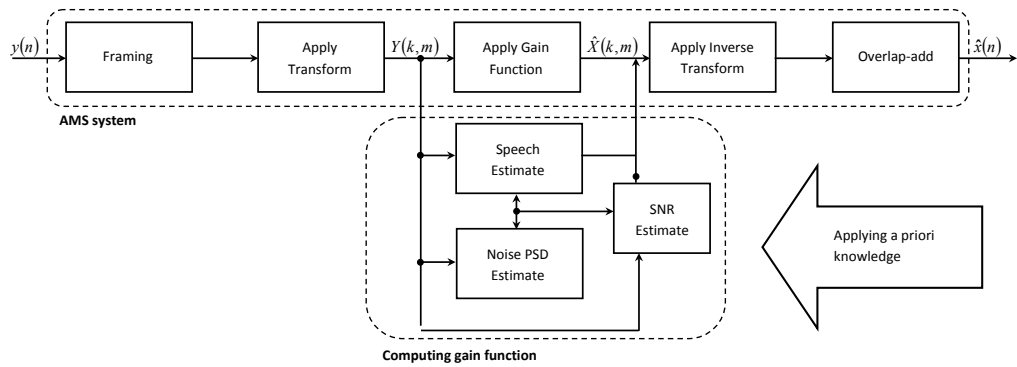 y(n)
Framing
Apply
Transform
Y(k,m)
Apply Gain
Function
X̂(k,m)
Apply Inverse
Transform
Overlap-add
x̂(n)
AMS system
Speech
Estimate
SNR
Estimate
Noise PSD
Estimate
Applying a priori
knowledge
Computing gain function